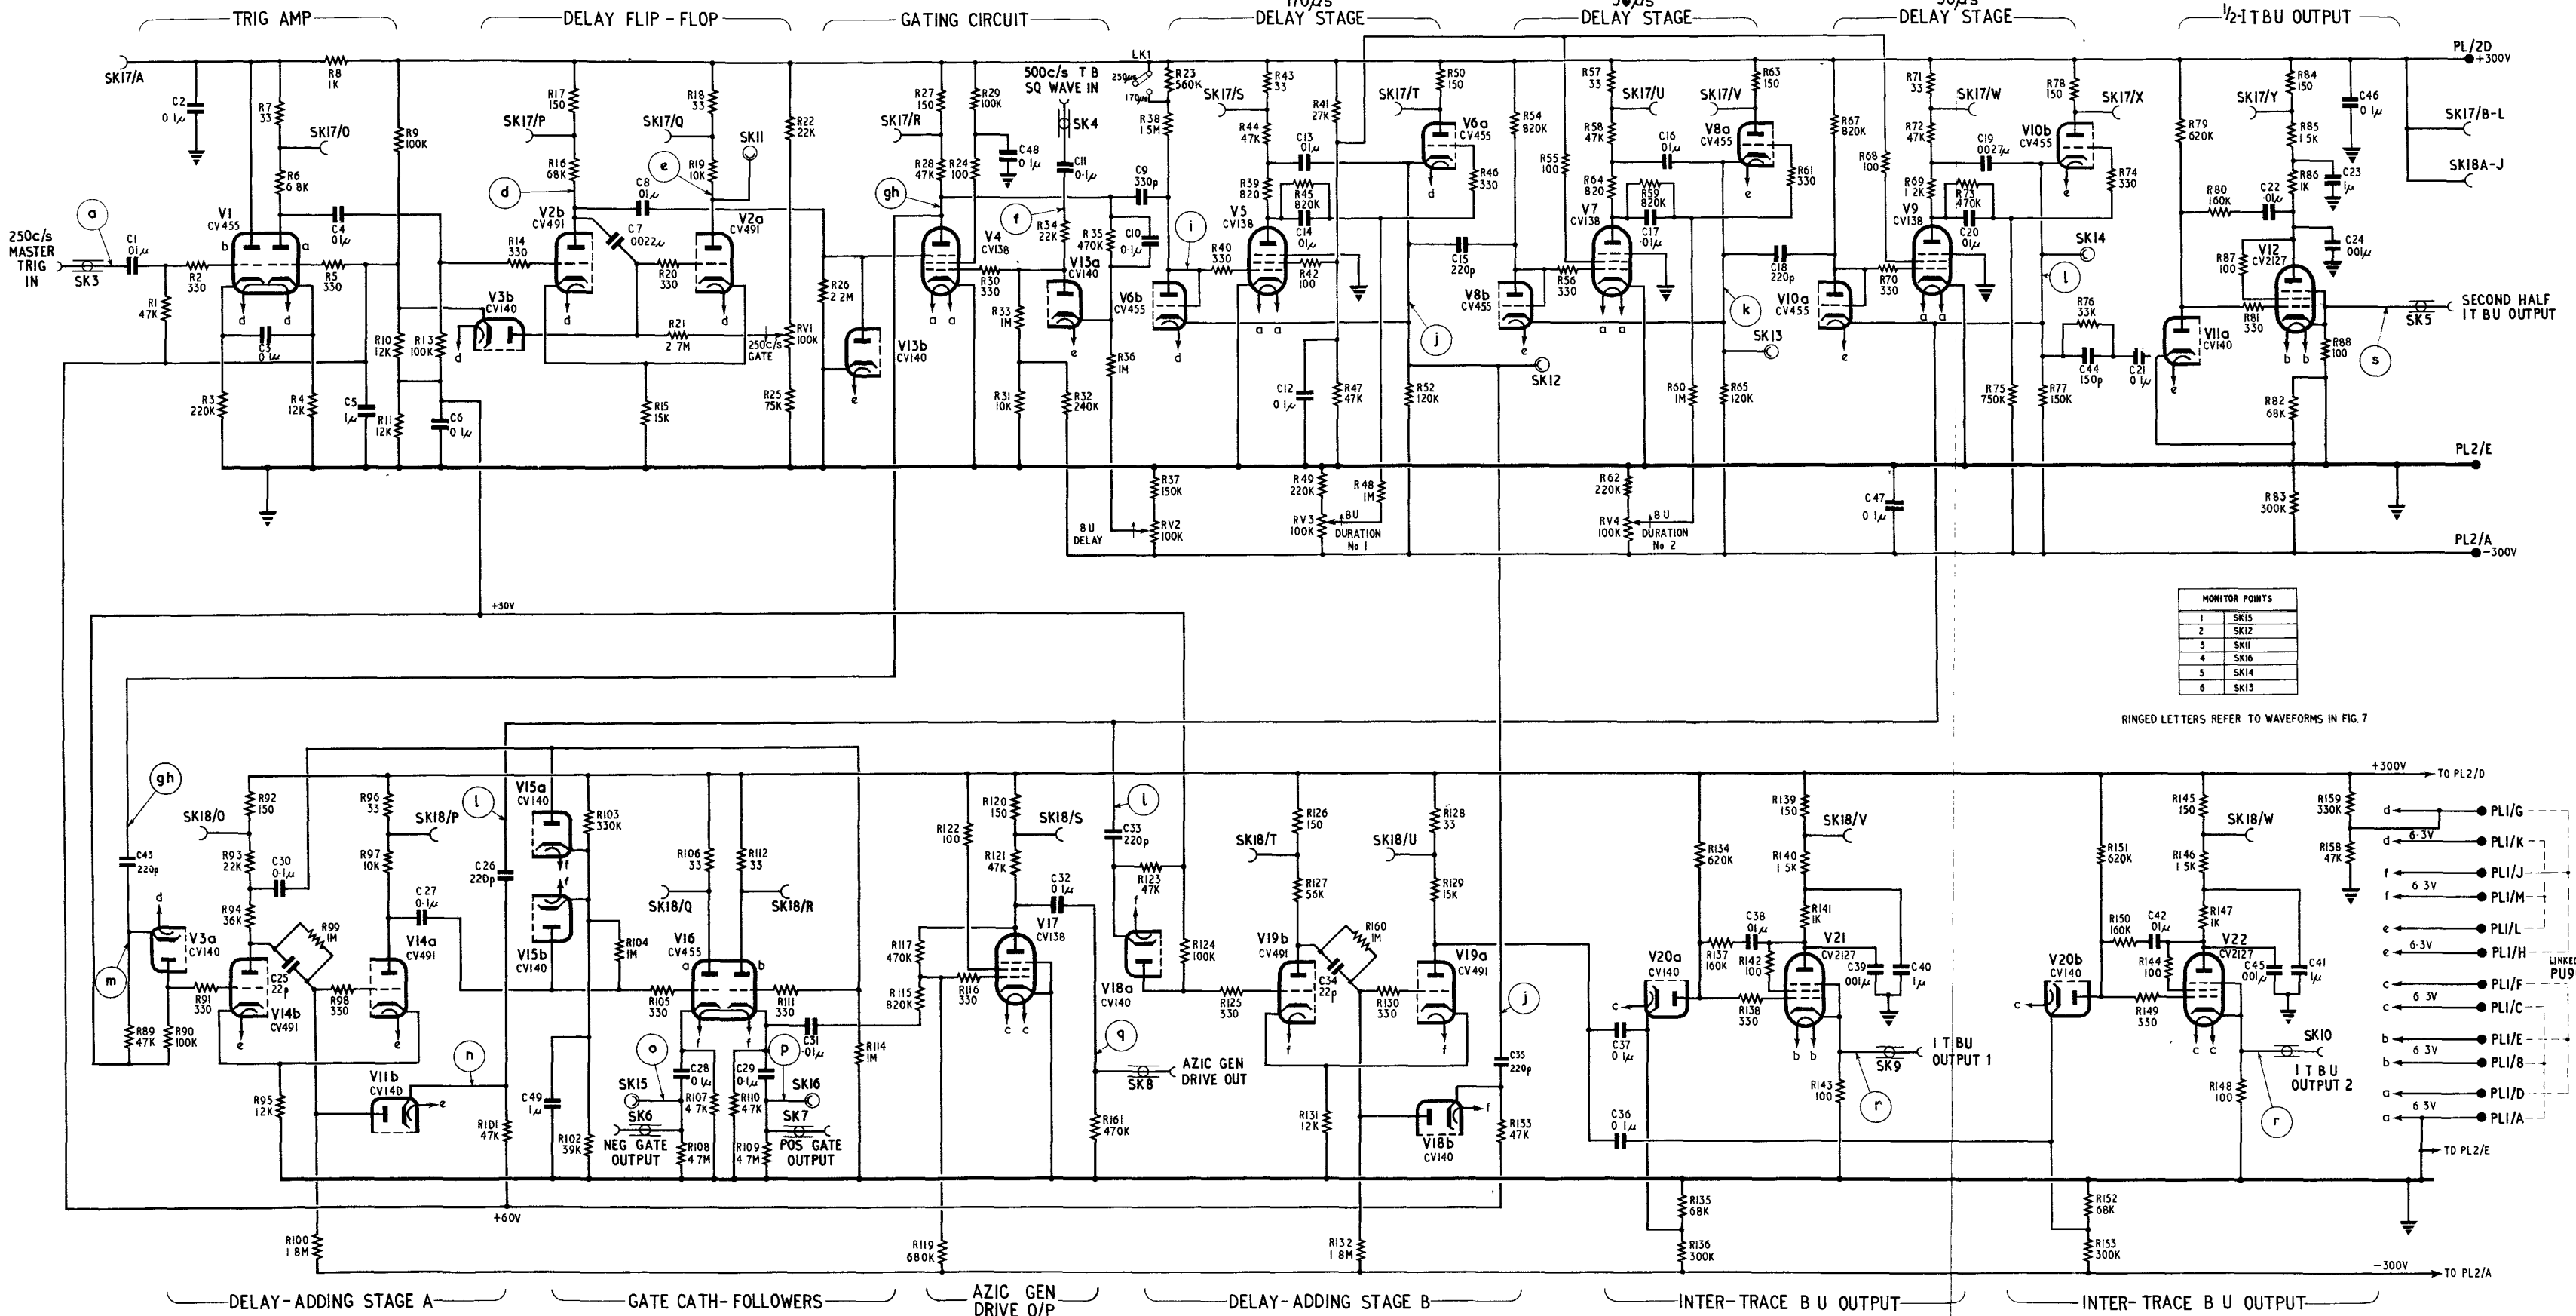 TRIG AMP
DELAY FLIP-FLOP
GATING CIRCUIT
170µs
DELAY STAGE
DELAY STAGE
DELAY STAGE
½-I T B U OUTPUT
SK17/A
C2
0 1µ
R7
33
R8
1K
SK17/O
R6
6 8K
R9
100K
250c/s
MASTER
TRIG
IN
SK3
a
C1
01µ
R1
47K
R2
330
V1
CV455
b
a
d
d
R5
330
C3
0 1µ
R3
220K
R4
12K
C4
01µ
C5
1µ
R10
12K
R11
12K
R13
100K
C6
0 1µ
R17
150
SK17/P
R16
68K
d
V2b
CV491
R14
330
C8
01µ
C7
0022µ
R18
33
SK17/Q
SK11
R19
10K
e
V2a
CV491
R20
330
V3b
CV140
R21
2 7M
R15
15K
R22
22K
250c/s
GATE
RV1
100K
R25
75K
R27
150
SK17/R
R28
47K
R24
100
R29
100K
C48
0 1µ
gh
V4
CV138
R26
2 2M
V13b
CV140
R30
330
R33
1M
R31
10K
R32
240K
500c/s T B
SQ WAVE IN
SK4
C11
0·1µ
f
R34
22K
V13a
CV140
R35
470K
C10
0·1µ
R36
1M
C9
330p
LK1
250µs
170µs
R23
560K
R38
1 5M
i
V6b
CV455
R37
150K
B U
DELAY
RV2
100K
SK17/S
R43
33
R44
47K
R39
820
C13
01µ
R45
820K
C14
01µ
V5
CV138
R40
330
R42
100
R41
27K
C12
0 1µ
R47
47K
R49
220K
R48
1M
RV3
100K
B U
DURATION
No 1
SK17/T
R50
150
V6a
CV455
R46
330
j
R52
120K
SK12
C15
220p
R54
820K
R55
100
V8b
CV455
R57
33
SK17/U
R58
47K
R64
820
C16
01µ
R59
820K
C17
·01µ
V7
CV138
R56
330
R60
1M
R62
220K
RV4
100K
B U
DURATION
No 2
SK17/V
R63
150
V8a
CV455
R61
330
k
SK13
R65
120K
C18
220p
R67
820K
R68
100
V10a
CV455
R71
33
SK17/W
R72
47K
R69
1 2K
C19
0027µ
R73
470K
C20
01µ
V9
CV138
R70
330
C47
0 1µ
R78
150
SK17/X
V10b
CV455
R74
330
SK14
l
R76
33K
C44
150p
C21
0 1µ
R75
750K
R77
150K
R79
620K
R80
160K
C22
·01µ
SK17/Y
R84
150
R85
1 5K
R86
1K
C23
1µ
C24
001µ
R87
100
V12
CV2127
R81
330
V11a
CV140
R88
100
R82
68K
R83
300K
C46
0 1µ
s
SK5
SECOND HALF
I T B U OUTPUT
PL/2D
+300V
SK17/B-L
SK18A-J
PL2/E
PL2/A
-300V
+30V
MONITOR POINTS
1 SK15
2 SK12
3 SK11
4 SK16
5 SK14
6 SK13
RINGED LETTERS REFER TO WAVEFORMS IN FIG. 7
gh
C43
220p
m
V3a
CV140
R89
47K
R90
100K
R91
330
SK18/O
R92
150
R93
22K
R94
36K
C30
0·1µ
R99
1M
C25
22p
V14b
CV491
R98
330
R95
12K
R96
33
SK18/P
R97
10K
C27
0·1µ
V14a
CV491
V11b
CV140
n
l
C26
220p
R101
47K
+60V
R100
1 8M
V15a
CV140
V15b
CV140
R103
330K
R104
1M
C49
1µ
R102
39K
R106
33
R112
33
SK18/Q
SK18/R
V16
CV455
a
b
R105
330
R111
330
C31
·01µ
R114
1M
o
p
C28
0 1µ
C29
0·1µ
SK15
SK16
SK6
SK7
R107
4 7K
R110
4·7K
NEG GATE
OUTPUT
R108
4 7M
R109
4 7M
POS GATE
OUTPUT
R122
100
R120
150
SK18/S
R121
47K
C32
0 1µ
V17
CV138
R117
470K
R115
820K
R116
330
R119
680K
q
SK8
AZIC GEN
DRIVE OUT
R161
470K
l
C33
220p
R123
47K
V18a
CV140
R124
100K
R125
330
SK18/T
R126
150
R127
56K
V19b
CV491
R160
1M
C34
22p
R130
330
R131
12K
R132
1 8M
SK18/U
R128
33
R129
15K
V19a
CV491
V18b
CV140
j
C35
220p
R133
47K
C37
0 1µ
C36
0 1µ
R134
620K
R137
160K
C38
01µ
V20a
CV140
R138
330
R142
100
R139
150
SK18/V
R140
1 5K
R141
1K
V21
CV2127
C39
001µ
C40
1µ
R143
100
SK9
I T B U
OUTPUT 1
r
R135
68K
R136
300K
R151
620K
R150
160K
C42
·01µ
V20b
CV140
R149
330
R144
100
R145
150
SK18/W
R146
1 5K
R147
1K
V22
CV2127
C45
001µ
C41
1µ
R148
100
SK10
I T B U
OUTPUT 2
r
R152
68K
R153
300K
R159
330K
R158
47K
+300V
TO PL2/D
d PL1/G
6·3V
d PL1/K
f PL1/J
6 3V
f PL1/M
e PL1/L
6·3V
e PL1/H
LINKED
PU9
c PL1/F
6 3V
c PL1/C
b PL1/E
6 3V
b PL1/B
a PL1/D
6 3V
a PL1/A
TO PL2/E
-300V
TO PL2/A
DELAY-ADDING STAGE A
GATE CATH-FOLLOWERS
AZIC GEN
DRIVE O/P
DELAY-ADDING STAGE B
INTER-TRACE B U OUTPUT
INTER-TRACE B U OUTPUT